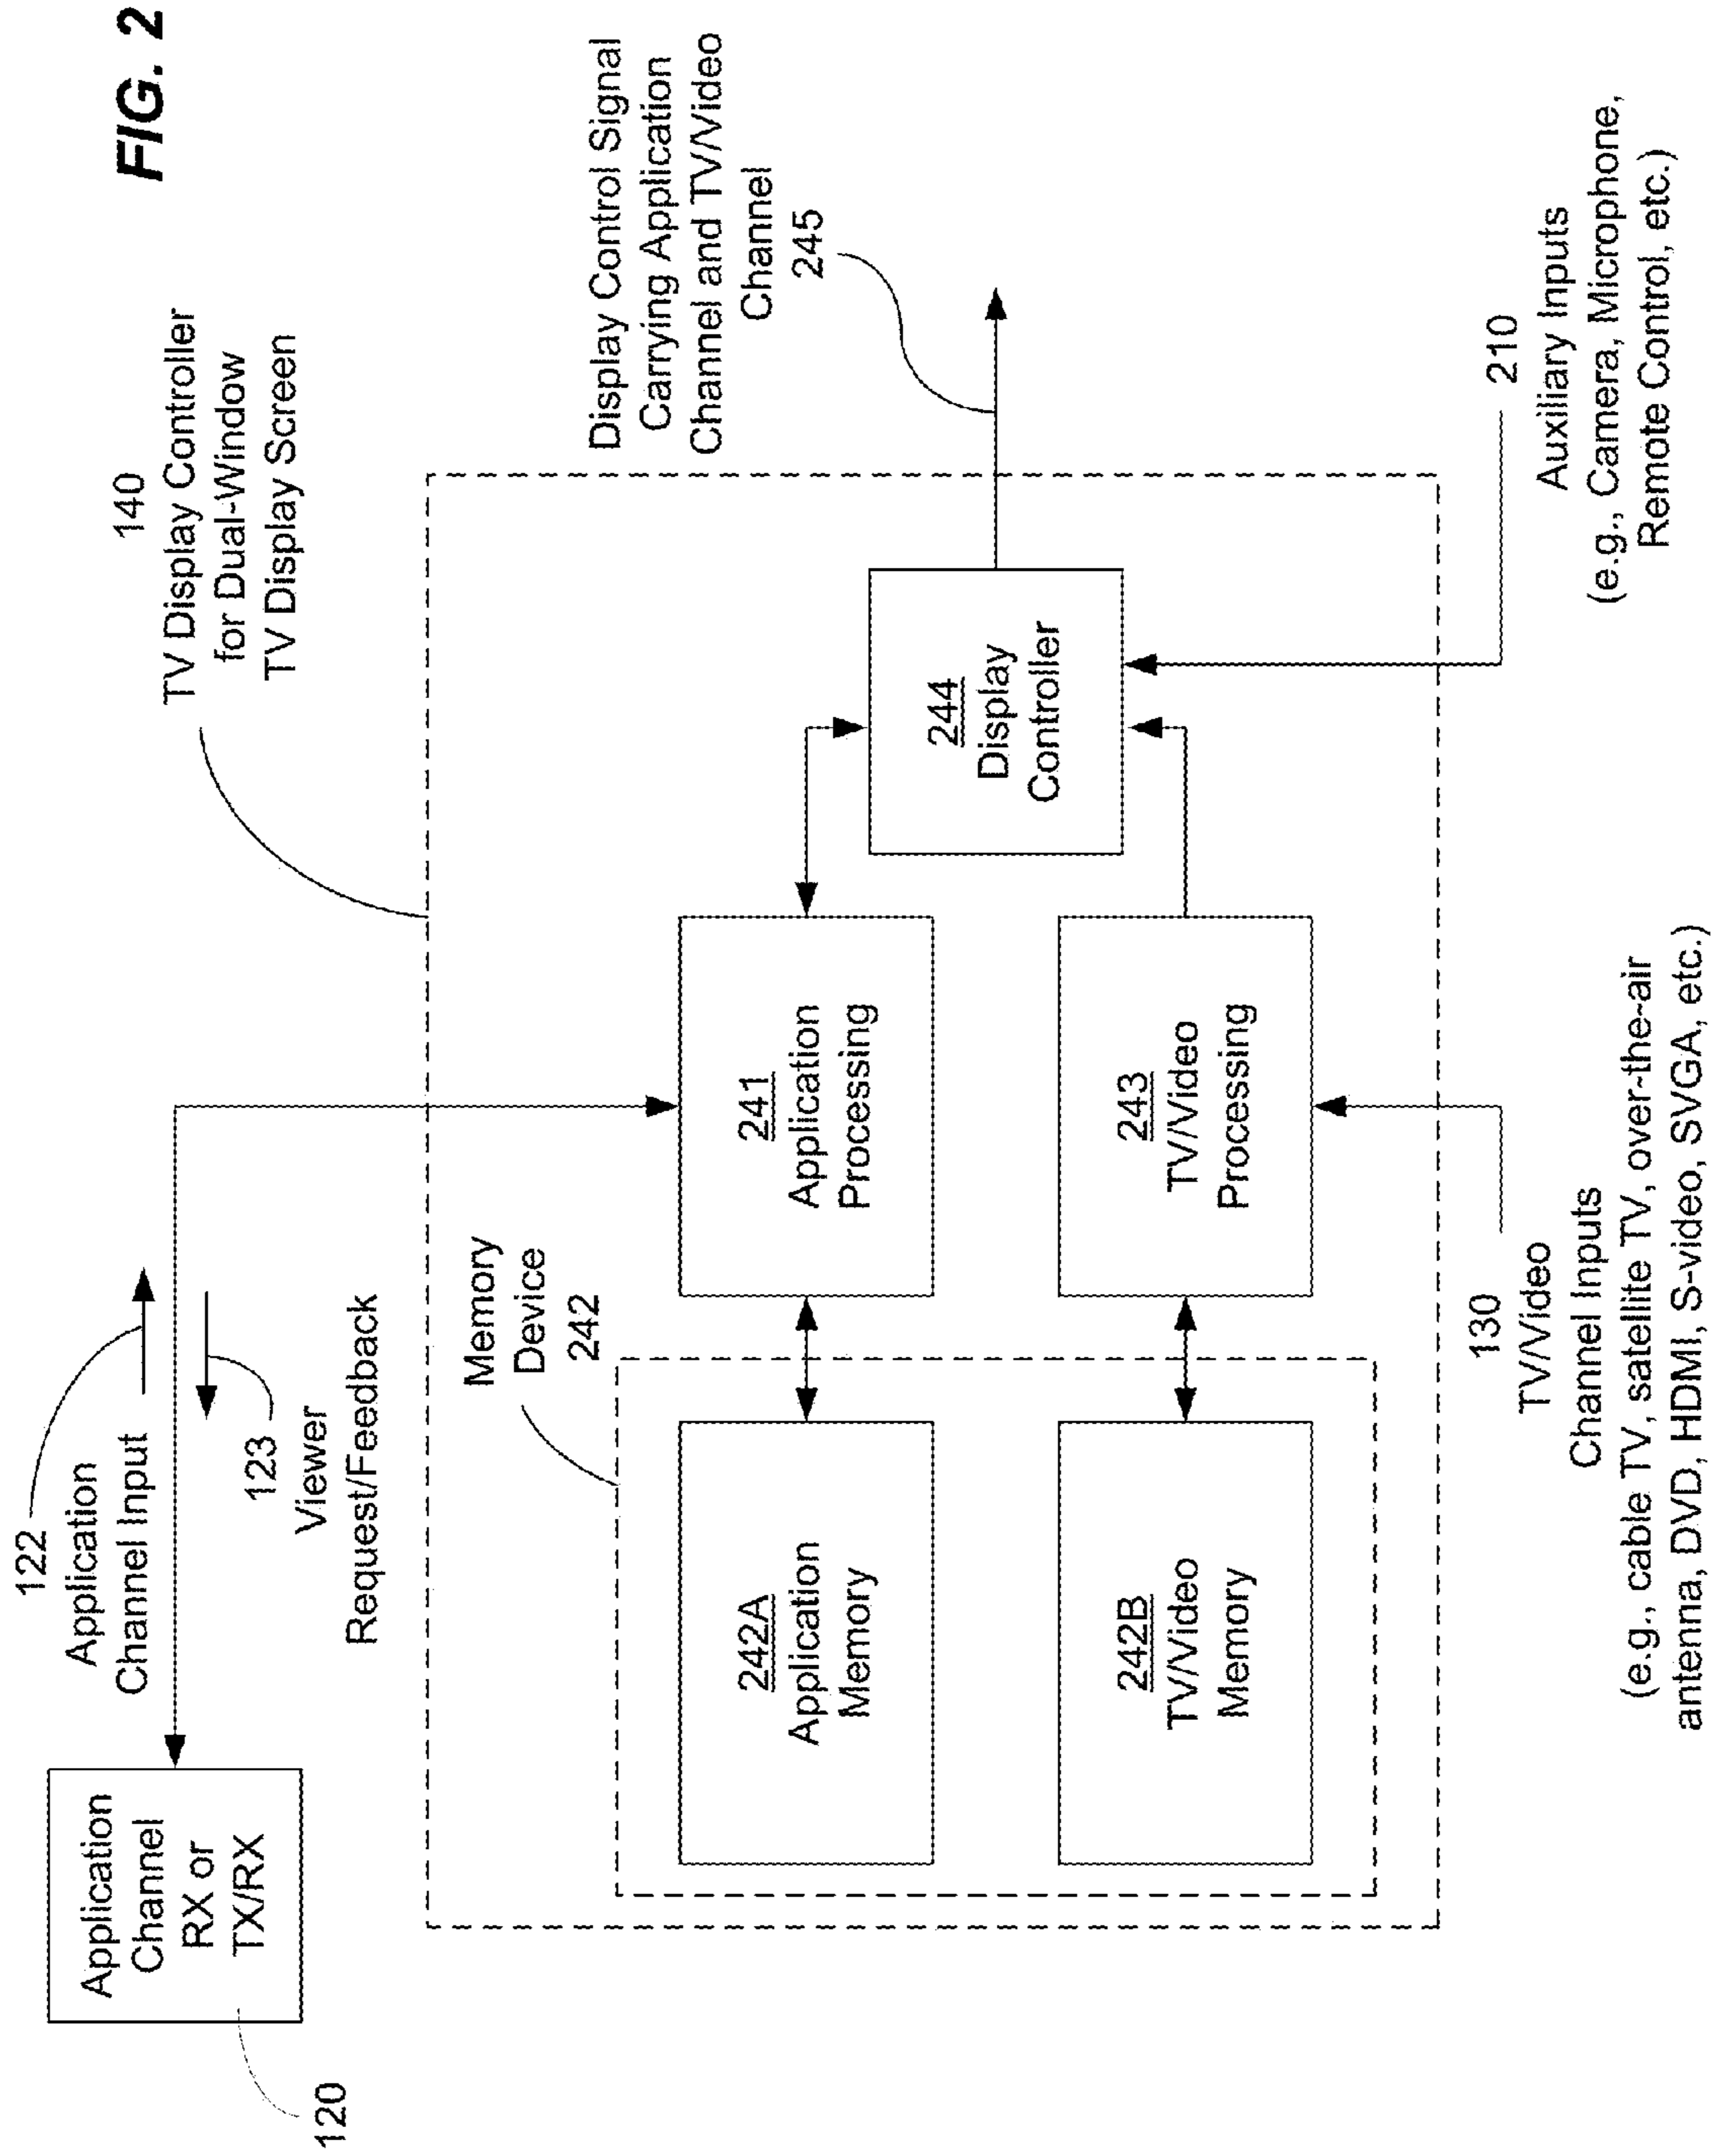 FIG. 2
120
Application
Channel
RX or
TX/RX
122
Application
Channel Input
123
Viewer
Request/Feedback
140
TV Display Controller
for Dual-Window
TV Display Screen
Memory
Device
242
242A
Application
Memory
241
Application
Processing
242B
TV/Video
Memory
243
TV/Video
Processing
244
Display
Controller
Display Control Signal
Carrying Application
Channel and TV/Video
Channel
245
130
TV/Video
Channel Inputs
(e.g., cable TV, satellite TV, over-the-air
antenna, DVD, HDMI, S-video, SVGA, etc.)
210
Auxiliary Inputs
(e.g., Camera, Microphone,
Remote Control, etc.)